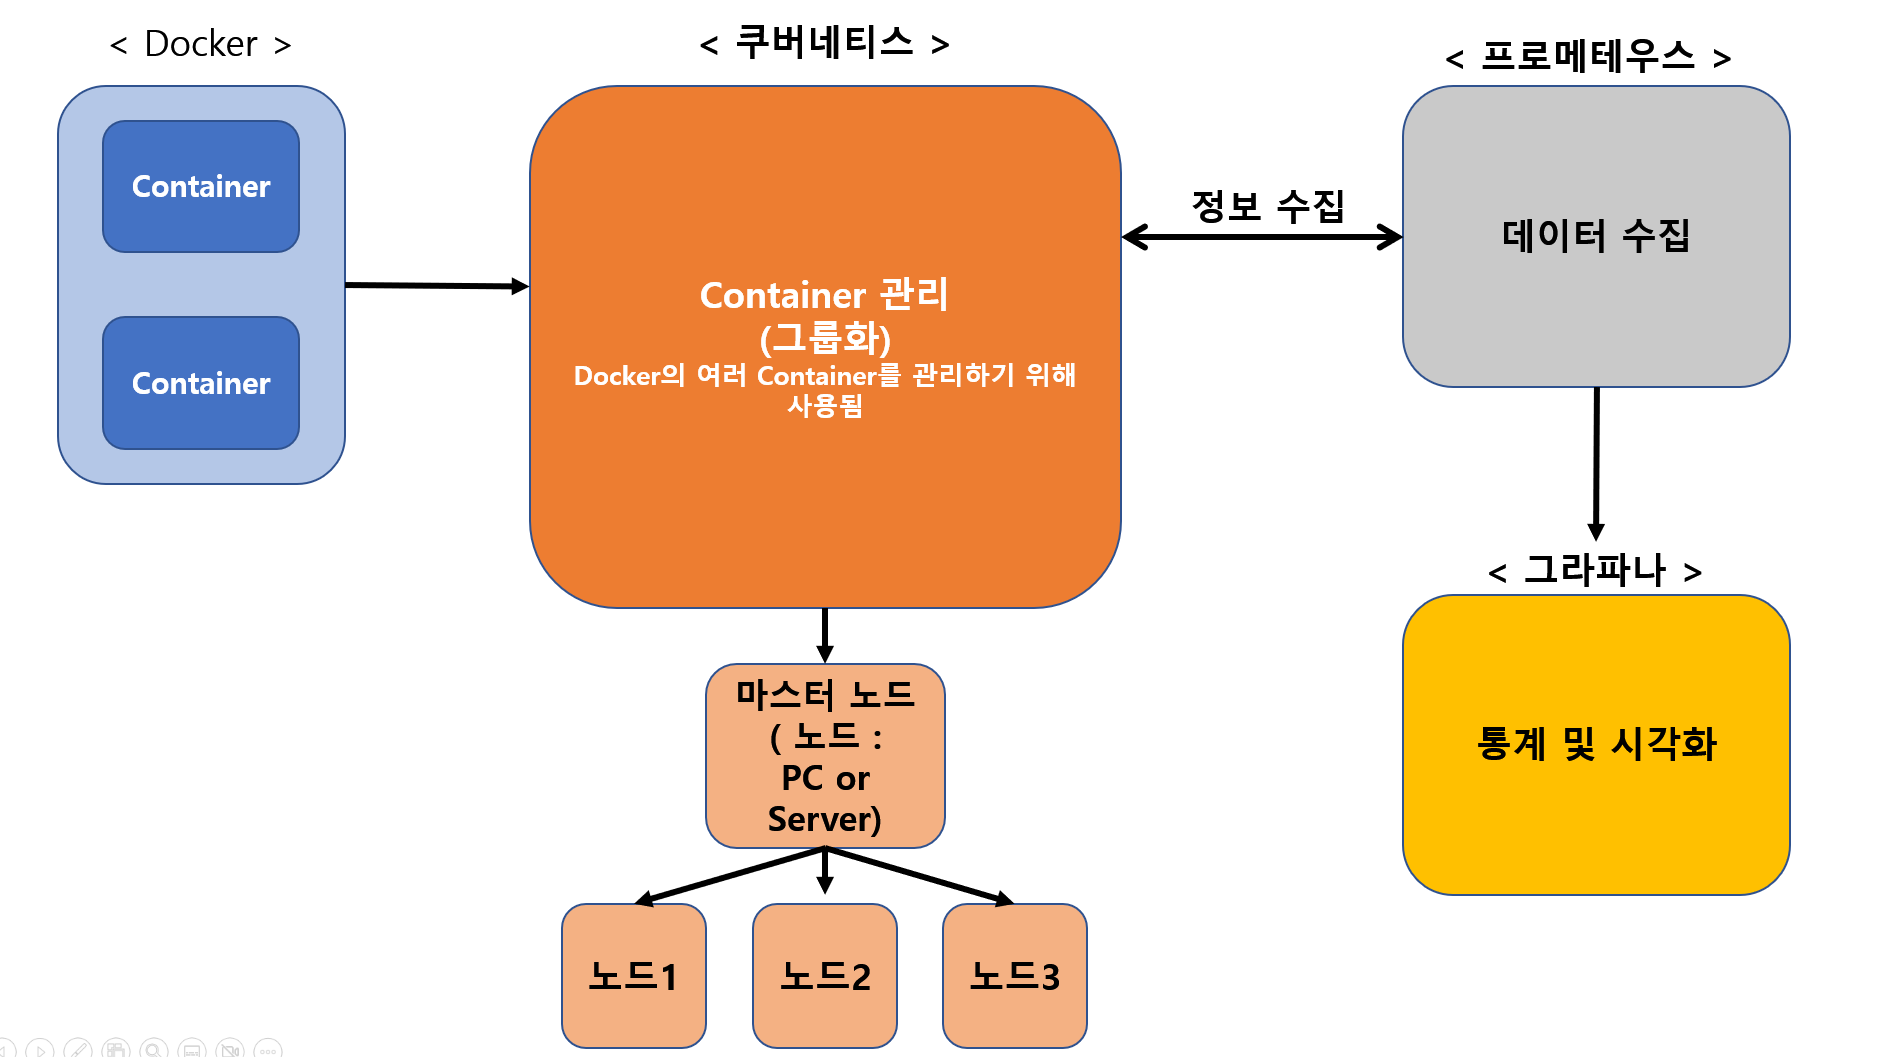 < Docker >
Container
Container
< 쿠버네티스 >
Container 관리
(그룹화)
Docker의 여러 Container를 관리하기 위해
사용됨
정보 수집
< 프로메테우스 >
데이터 수집
< 그라파나 >
통계 및 시각화
마스터 노드
( 노드 :
PC or
Server)
노드1
노드2
노드3